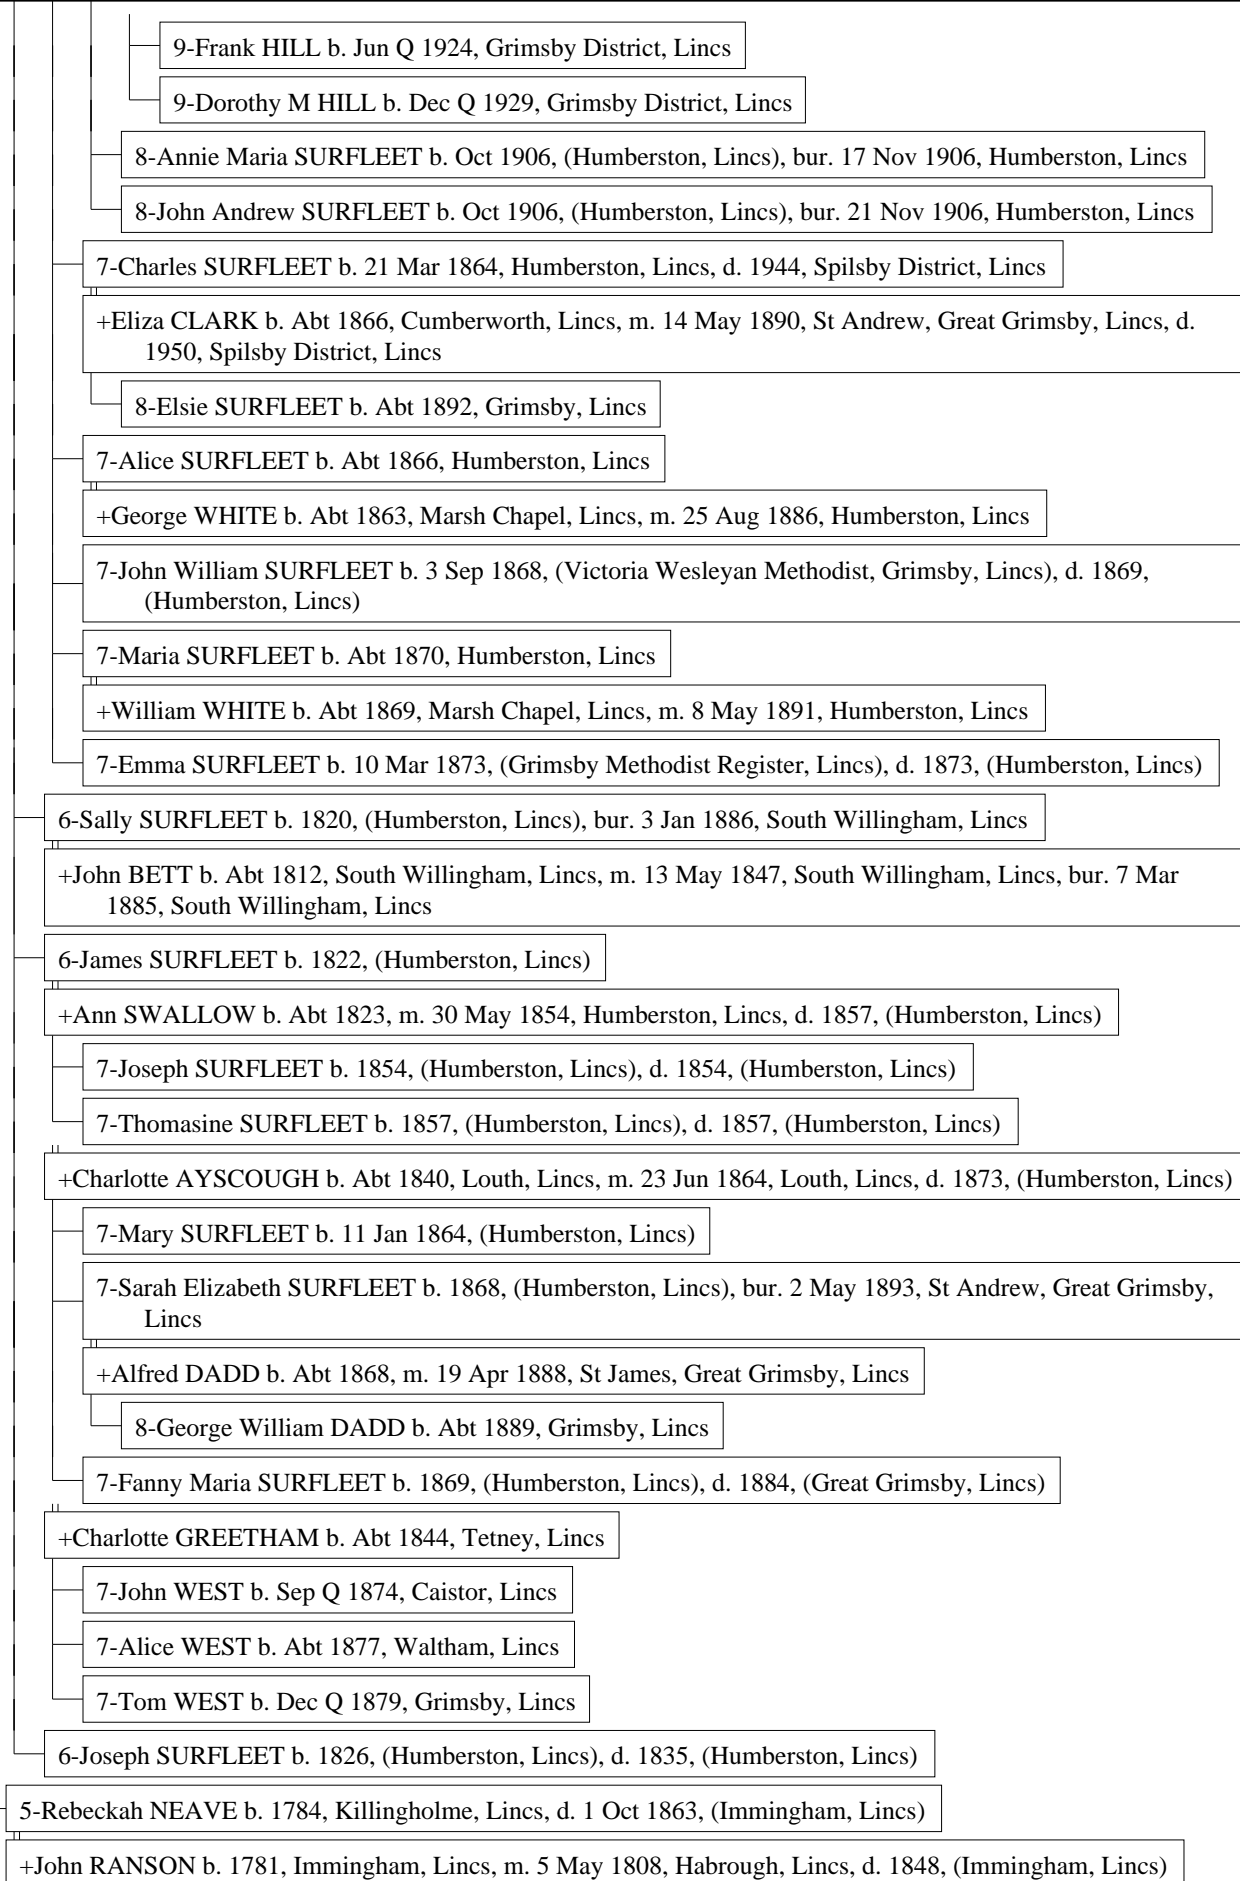 9-Frank HILL b. Jun Q 1924, Grimsby District, Lincs
9-Dorothy M HILL b. Dec Q 1929, Grimsby District, Lincs
8-Annie Maria SURFLEET b. Oct 1906, (Humberston, Lincs), bur. 17 Nov 1906, Humberston, Lincs
8-John Andrew SURFLEET b. Oct 1906, (Humberston, Lincs), bur. 21 Nov 1906, Humberston, Lincs
7-Charles SURFLEET b. 21 Mar 1864, Humberston, Lincs, d. 1944, Spilsby District, Lincs
+Eliza CLARK b. Abt 1866, Cumberworth, Lincs, m. 14 May 1890, St Andrew, Great Grimsby, Lincs, d.
1950, Spilsby District, Lincs
8-Elsie SURFLEET b. Abt 1892, Grimsby, Lincs
7-Alice SURFLEET b. Abt 1866, Humberston, Lincs
+George WHITE b. Abt 1863, Marsh Chapel, Lincs, m. 25 Aug 1886, Humberston, Lincs
7-John William SURFLEET b. 3 Sep 1868, (Victoria Wesleyan Methodist, Grimsby, Lincs), d. 1869,
(Humberston, Lincs)
7-Maria SURFLEET b. Abt 1870, Humberston, Lincs
+William WHITE b. Abt 1869, Marsh Chapel, Lincs, m. 8 May 1891, Humberston, Lincs
7-Emma SURFLEET b. 10 Mar 1873, (Grimsby Methodist Register, Lincs), d. 1873, (Humberston, Lincs)
6-Sally SURFLEET b. 1820, (Humberston, Lincs), bur. 3 Jan 1886, South Willingham, Lincs
+John BETT b. Abt 1812, South Willingham, Lincs, m. 13 May 1847, South Willingham, Lincs, bur. 7 Mar
1885, South Willingham, Lincs
6-James SURFLEET b. 1822, (Humberston, Lincs)
+Ann SWALLOW b. Abt 1823, m. 30 May 1854, Humberston, Lincs, d. 1857, (Humberston, Lincs)
7-Joseph SURFLEET b. 1854, (Humberston, Lincs), d. 1854, (Humberston, Lincs)
7-Thomasine SURFLEET b. 1857, (Humberston, Lincs), d. 1857, (Humberston, Lincs)
+Charlotte AYSCOUGH b. Abt 1840, Louth, Lincs, m. 23 Jun 1864, Louth, Lincs, d. 1873, (Humberston, Lincs)
7-Mary SURFLEET b. 11 Jan 1864, (Humberston, Lincs)
7-Sarah Elizabeth SURFLEET b. 1868, (Humberston, Lincs), bur. 2 May 1893, St Andrew, Great Grimsby,
Lincs
+Alfred DADD b. Abt 1868, m. 19 Apr 1888, St James, Great Grimsby, Lincs
8-George William DADD b. Abt 1889, Grimsby, Lincs
7-Fanny Maria SURFLEET b. 1869, (Humberston, Lincs), d. 1884, (Great Grimsby, Lincs)
+Charlotte GREETHAM b. Abt 1844, Tetney, Lincs
7-John WEST b. Sep Q 1874, Caistor, Lincs
7-Alice WEST b. Abt 1877, Waltham, Lincs
7-Tom WEST b. Dec Q 1879, Grimsby, Lincs
6-Joseph SURFLEET b. 1826, (Humberston, Lincs), d. 1835, (Humberston, Lincs)
5-Rebeckah NEAVE b. 1784, Killingholme, Lincs, d. 1 Oct 1863, (Immingham, Lincs)
+John RANSON b. 1781, Immingham, Lincs, m. 5 May 1808, Habrough, Lincs, d. 1848, (Immingham, Lincs)